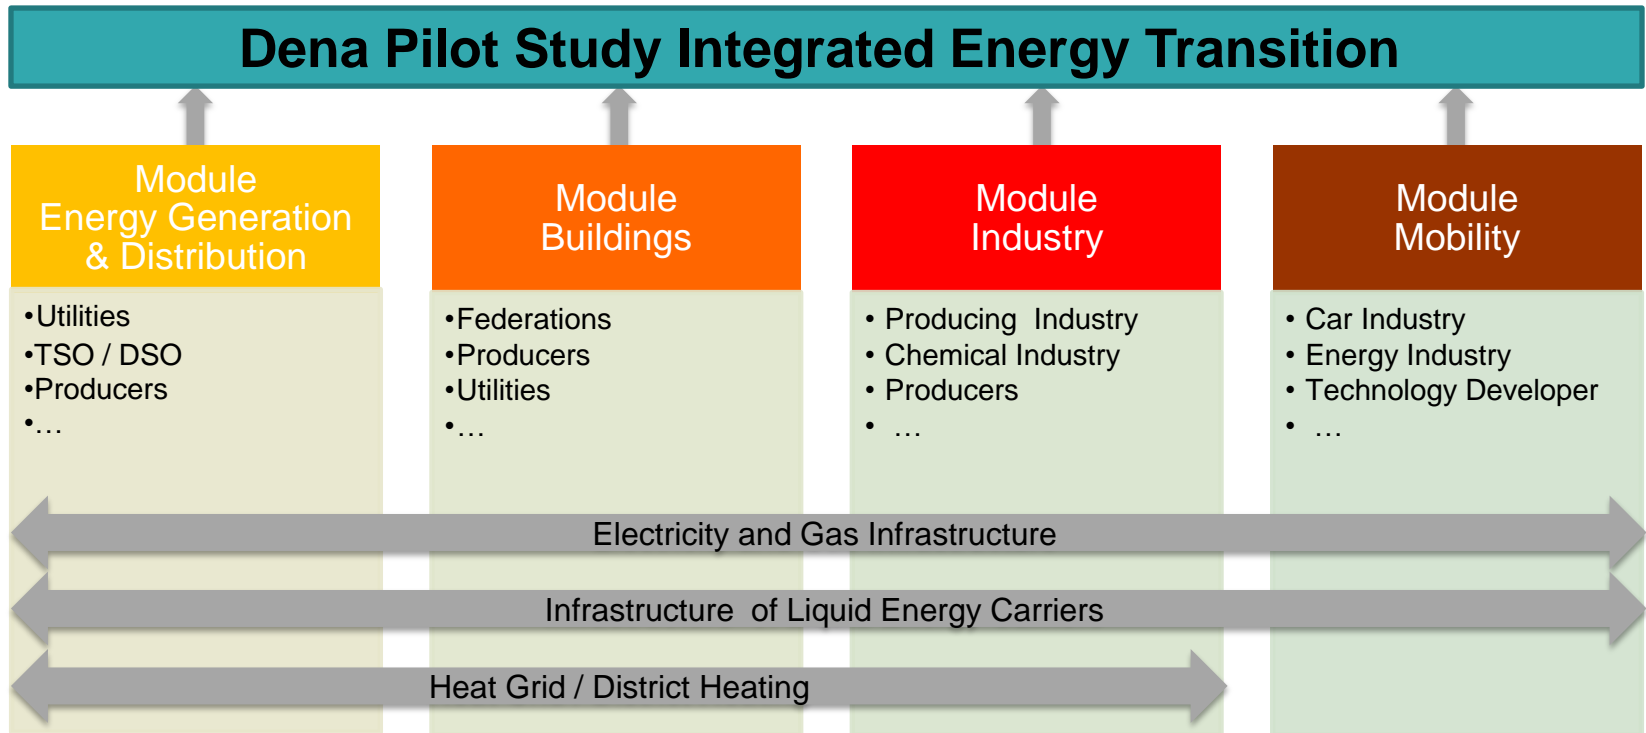 Dena Pilot Study Integrated Energy Transition
Module
Energy Generation
& Distribution
•Utilities
•TSO / DSO
•Producers
•…
Module
Buildings
•Federations
•Producers
•Utilities
•…
Module
Industry
• Producing  Industry
• Chemical Industry
• Producers
• …
Module
Mobility
• Car Industry
• Energy Industry
• Technology Developer
• …
Electricity and Gas Infrastructure
Infrastructure  of Liquid Energy Carriers
Heat Grid / District Heating